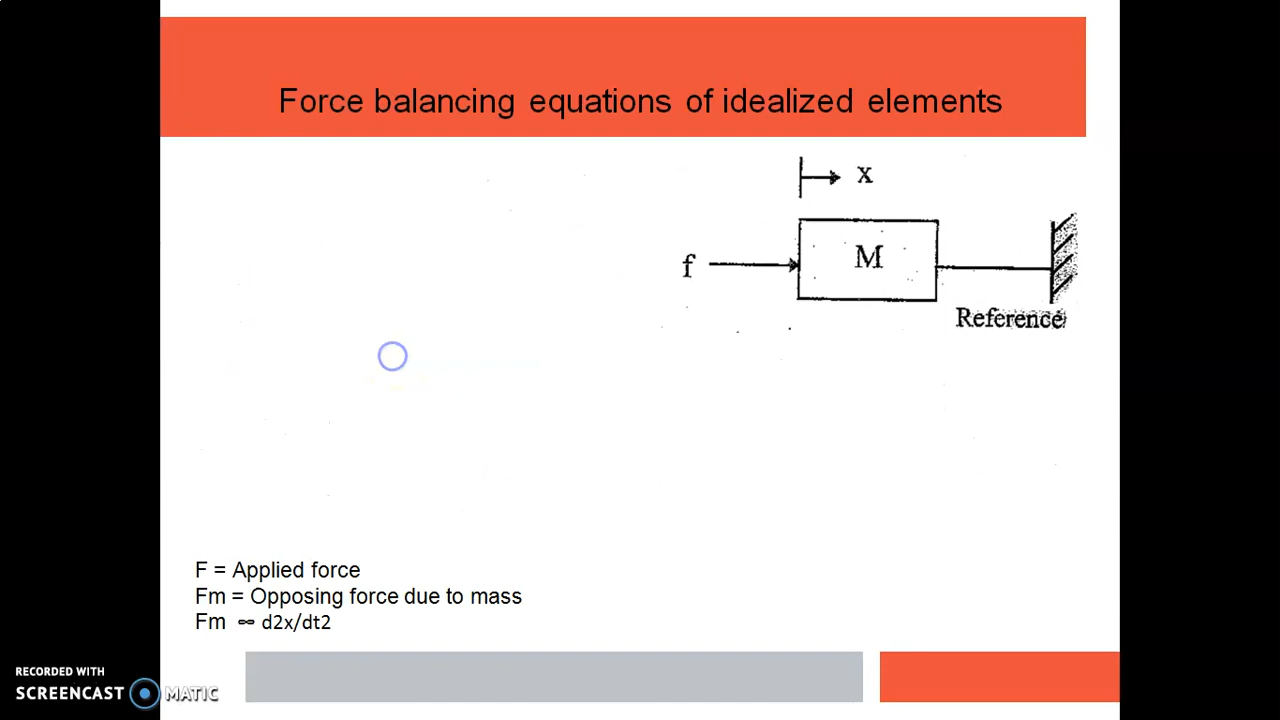 Force balancing equations of idealized elements
x
f
M
Reference
F = Applied force
Fm = Opposing force due to mass
Fm ∞ d2x/dt2
RECORDED WITH
SCREENCAST MATIC